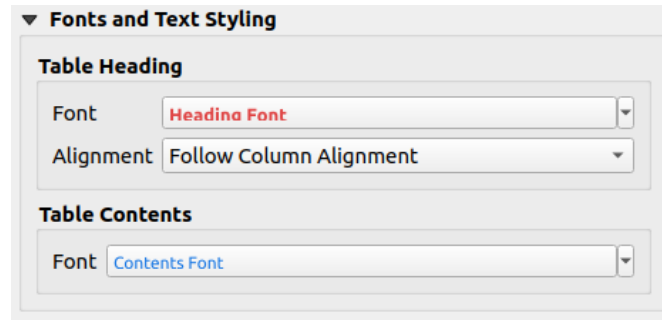 Fonts and Text Styling
Table Heading
Font Heading Font
Alignment Follow Column Alignment
Table Contents
Font Contents Font